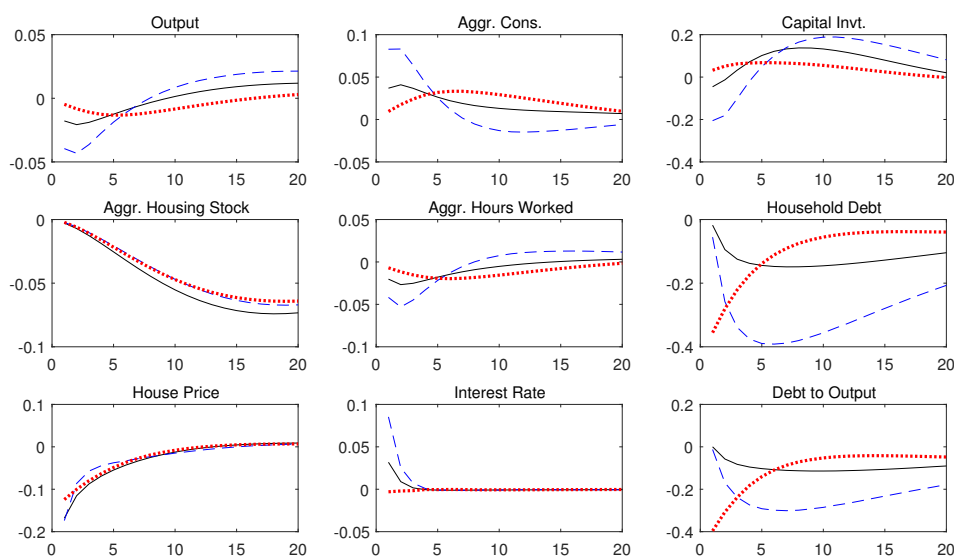 Output
0.05
0
-0.05
0 5 10 15 20
Aggr. Cons.
0.1
0.05
0
-0.05
0 5 10 15 20
Capital Invt.
0.2
0
-0.2
-0.4
0 5 10 15 20
Aggr. Housing Stock
0
-0.05
-0.1
0 5 10 15 20
Aggr. Hours Worked
0.05
0
-0.05
-0.1
0 5 10 15 20
Household Debt
0
-0.2
-0.4
0 5 10 15 20
House Price
0.1
0
-0.1
-0.2
0 5 10 15 20
Interest Rate
0.1
0.05
0
-0.05
0 5 10 15 20
Debt to Output
0.2
0
-0.2
-0.4
0 5 10 15 20